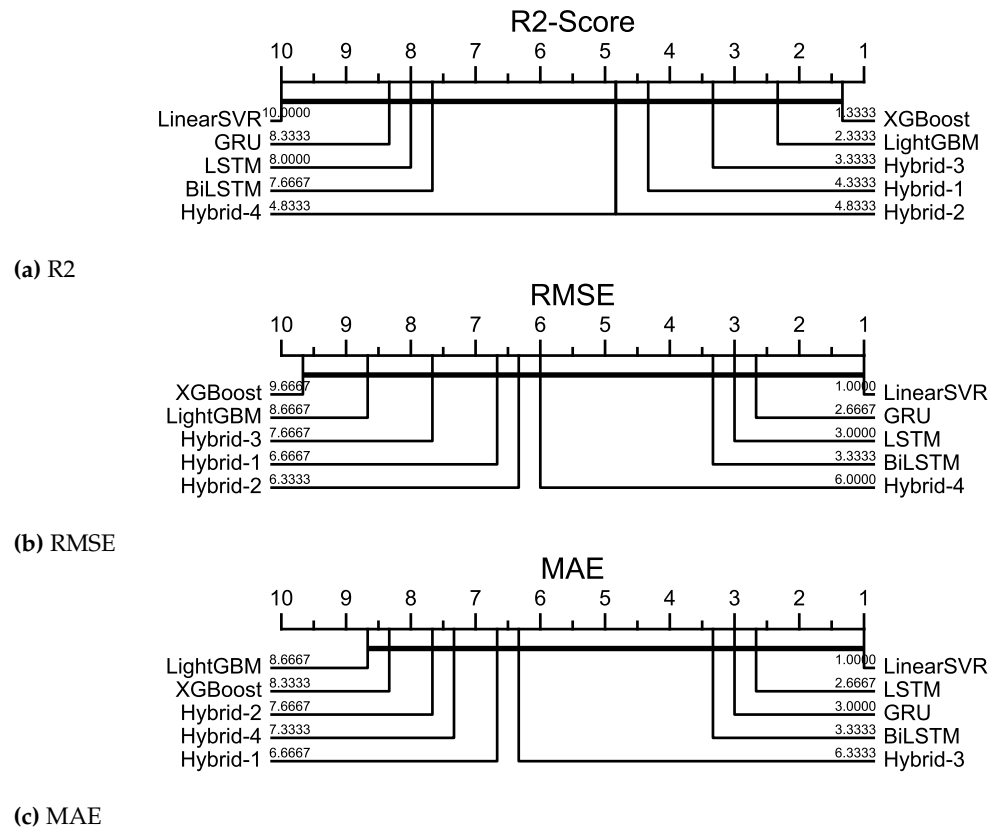 R2-Score
10 9 8 7 6 5 4 3 2 1
LinearSVR 10.0000 1.3333 XGBoost
GRU 8.3333 2.3333 LightGBM
LSTM 8.0000 3.3333 Hybrid-3
BiLSTM 7.6667 4.3333 Hybrid-1
Hybrid-4 4.8333 4.8333 Hybrid-2
(a) R2
RMSE
10 9 8 7 6 5 4 3 2 1
XGBoost 9.6667 1.0000 LinearSVR
LightGBM 8.6667 2.6667 GRU
Hybrid-3 7.6667 3.0000 LSTM
Hybrid-1 6.6667 3.3333 BiLSTM
Hybrid-2 6.3333 6.0000 Hybrid-4
(b) RMSE
MAE
10 9 8 7 6 5 4 3 2 1
LightGBM 8.6667 1.0000 LinearSVR
XGBoost 8.3333 2.6667 LSTM
Hybrid-2 7.6667 3.0000 GRU
Hybrid-4 7.3333 3.3333 BiLSTM
Hybrid-1 6.6667 6.3333 Hybrid-3
(c) MAE